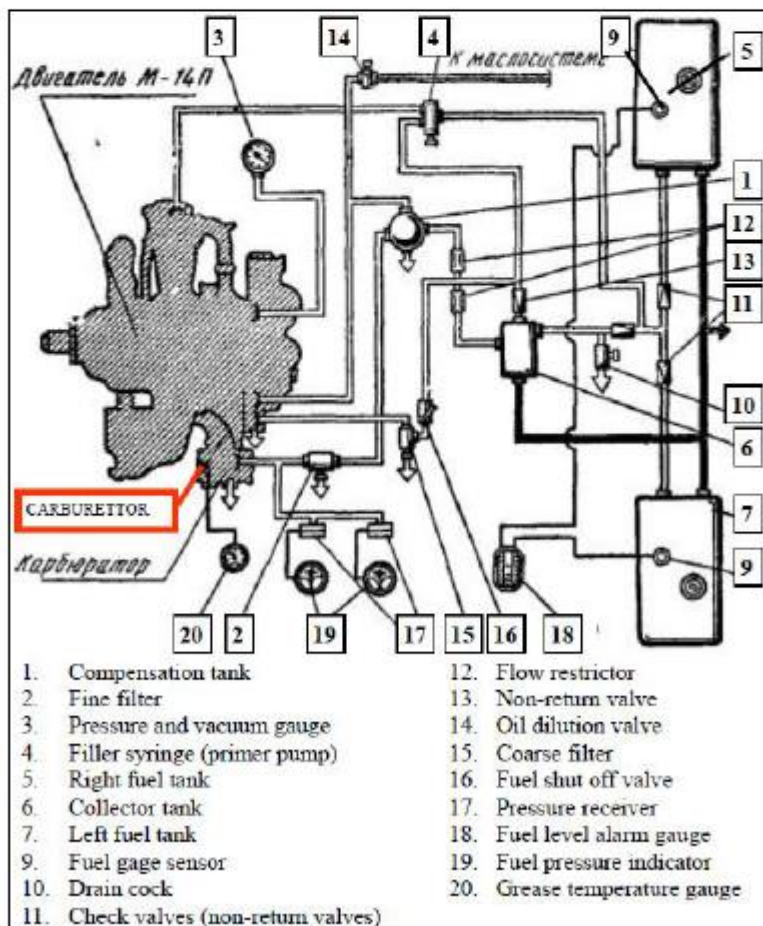 3
14
4
9
5
Двигатель М-14П
К маслосистеме
1
12
13
11
10
6
7
9
CARBURETTOR
Карбюратор
20
2
19
17
15
16
18
1. Compensation tank
2. Fine filter
3. Pressure and vacuum gauge
4. Filler syringe (primer pump)
5. Right fuel tank
6. Collector tank
7. Left fuel tank
9. Fuel gage sensor
10. Drain cock
11. Check valves (non-return valves)
12. Flow restrictor
13. Non-return valve
14. Oil dilution valve
15. Coarse filter
16. Fuel shut off valve
17. Pressure receiver
18. Fuel level alarm gauge
19. Fuel pressure indicator
20. Grease temperature gauge